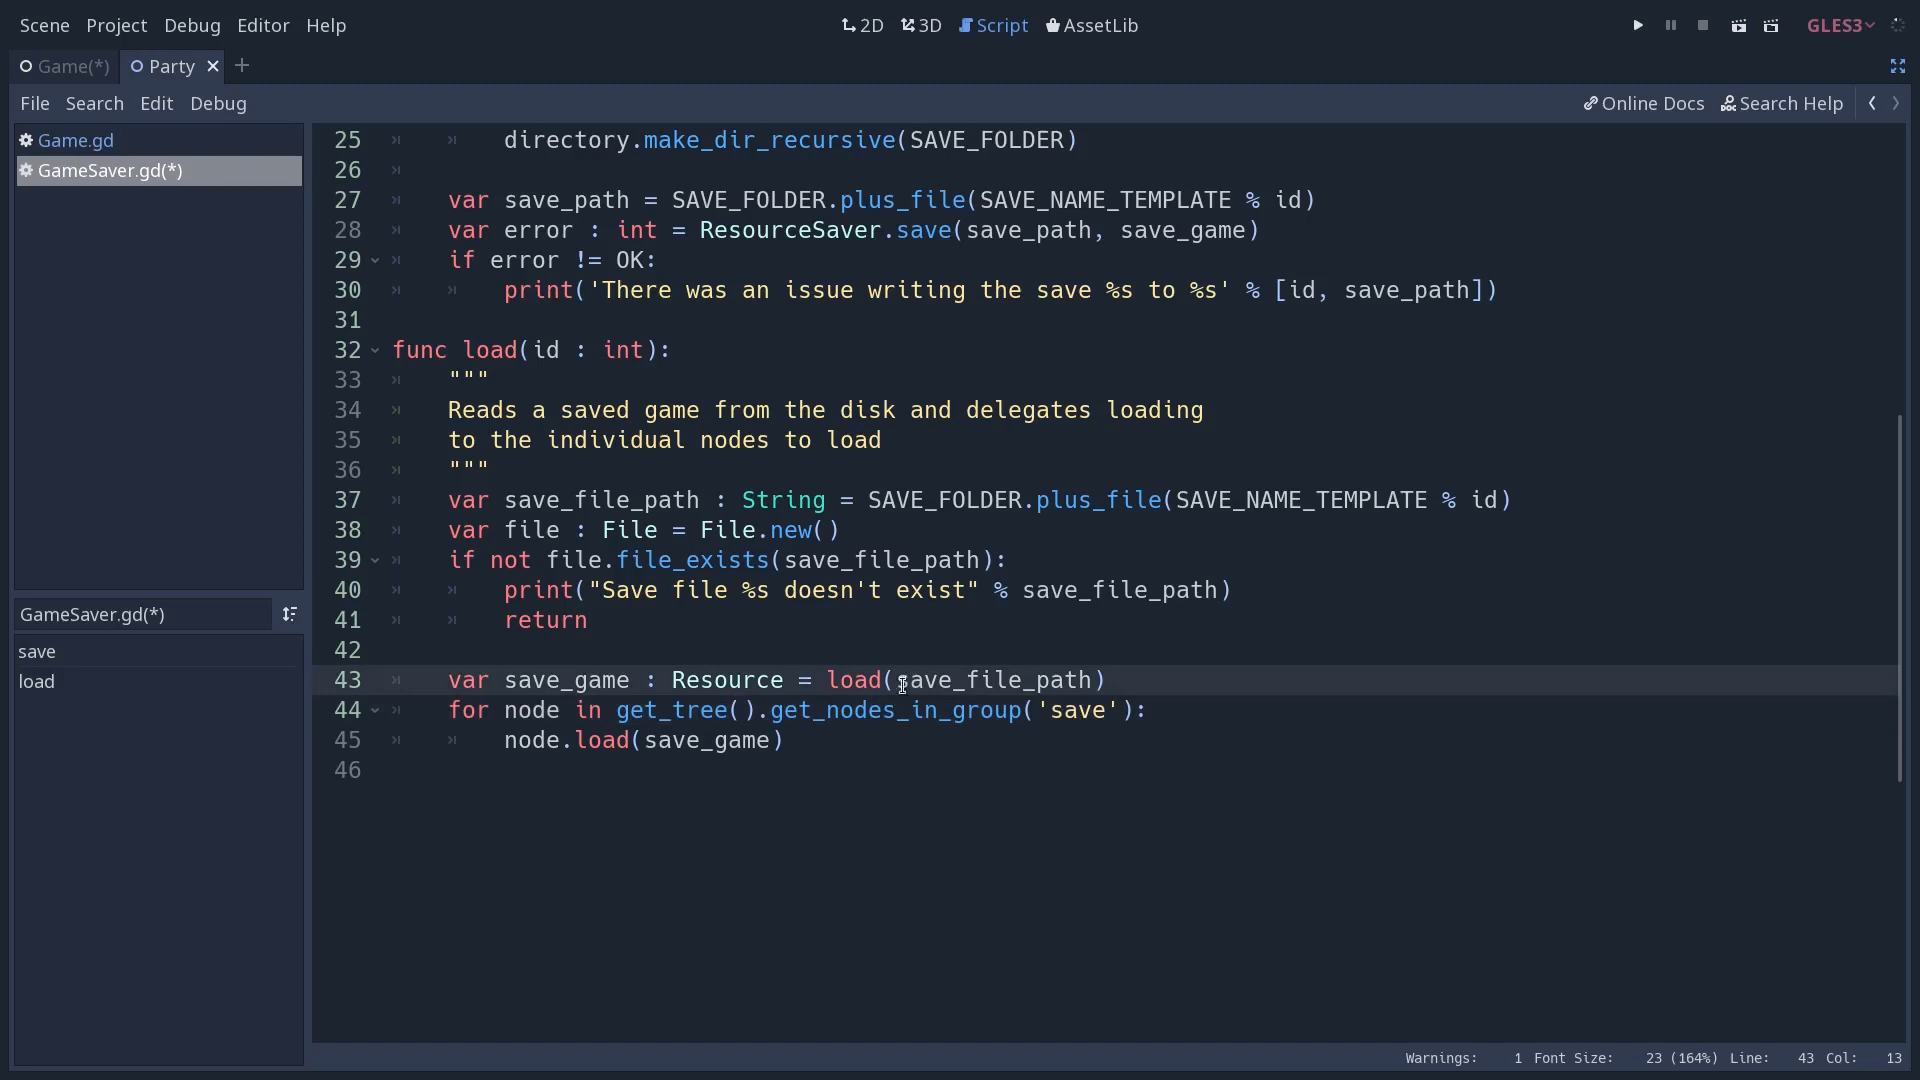 Scene Project Debug Editor Help 2D 3D Script AssetLib GLES3
Game(*) Party
File Search Edit Debug Online Docs Search Help
Game.gd
GameSaver.gd(*)
GameSaver.gd(*)
save
load
25 directory.make_dir_recursive(SAVE_FOLDER)
26
27 var save_path = SAVE_FOLDER.plus_file(SAVE_NAME_TEMPLATE % id)
28 var error : int = ResourceSaver.save(save_path, save_game)
29 if error != OK:
30 print('There was an issue writing the save %s to %s' % [id, save_path])
31
32 func load(id : int):
33 """
34 Reads a saved game from the disk and delegates loading
35 to the individual nodes to load
36 """
37 var save_file_path : String = SAVE_FOLDER.plus_file(SAVE_NAME_TEMPLATE % id)
38 var file : File = File.new()
39 if not file.file_exists(save_file_path):
40 print("Save file %s doesn't exist" % save_file_path)
41 return
42
43 var save_game : Resource = load(save_file_path)
44 for node in get_tree().get_nodes_in_group('save'):
45 node.load(save_game)
46
Warnings: 1 Font Size: 23 (164%) Line: 43 Col: 13